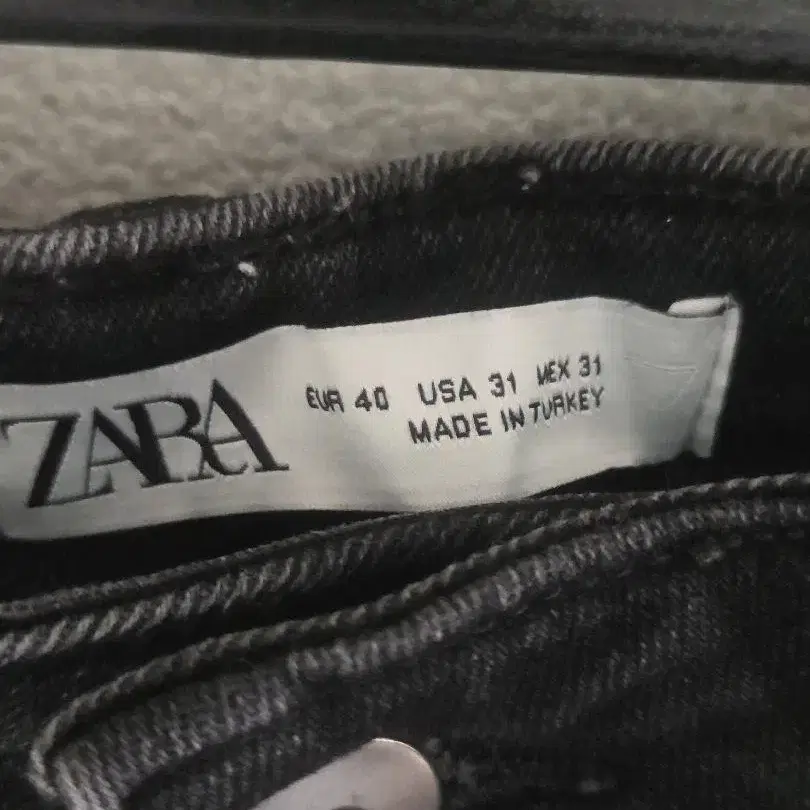 ZARA
EUR 40 USA 31 MEX 31
MADE IN TURKEY